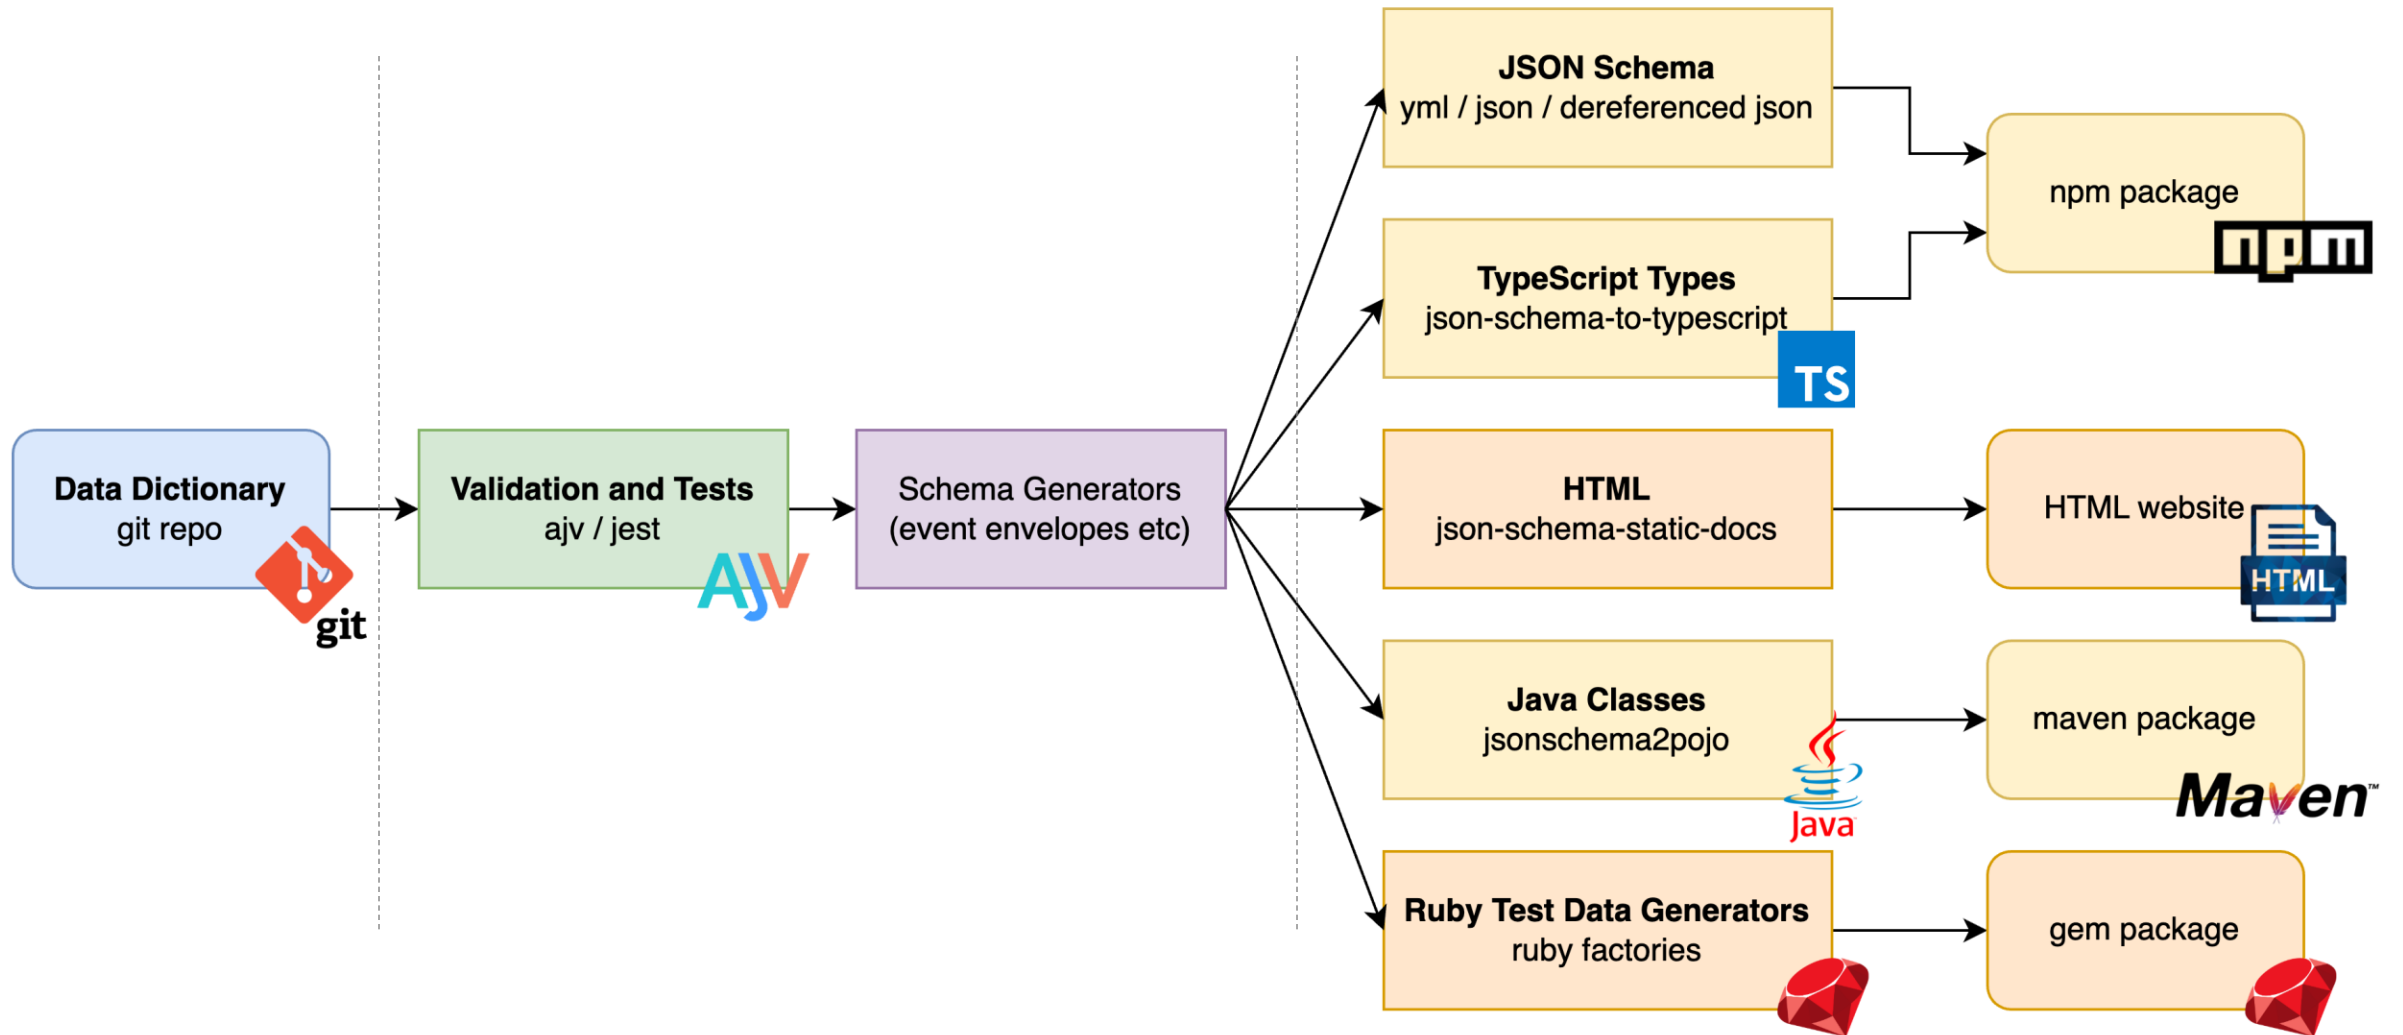 JSON Schema
yml / json / dereferenced json
npm package
npm
TypeScript Types
json-schema-to-typescript
TS
Data Dictionary
git repo
git
Validation and Tests
ajv / jest
AJV
Schema Generators
(event envelopes etc)
HTML
json-schema-static-docs
HTML website
HTML
Java Classes
jsonschema2pojo
Java
maven package
Maven™
Ruby Test Data Generators
ruby factories
gem package